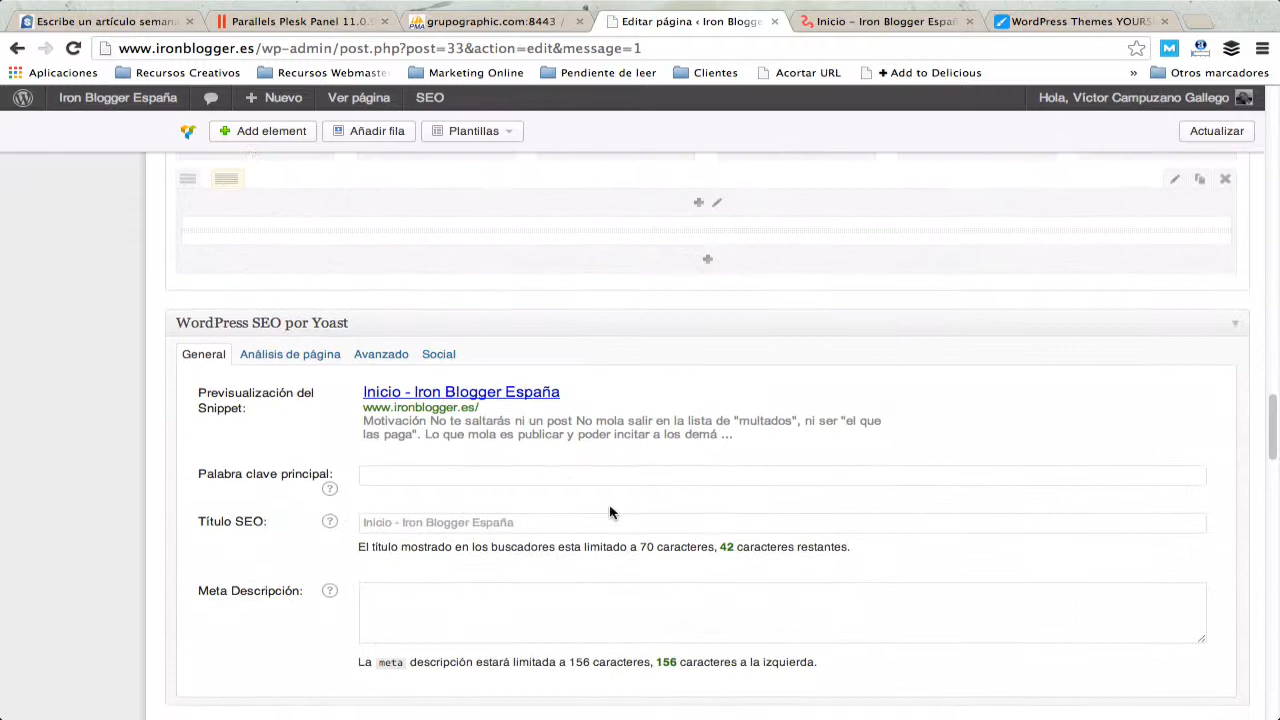 Escribe un artículo semana
Parallels Plesk Panel 11.0.9
grupographic.com:8443
Editar página ‹ Iron Blogge
Inicio — Iron Blogger Españ
WordPress Themes YOURS
www.ironblogger.es/wp-admin/post.php?post=33&action=edit&message=1
Aplicaciones
Recursos Creativos
Recursos Webmaste
Marketing Online
Pendiente de leer
Clientes
Acortar URL
+ Add to Delicious
»
Otros marcadores
Iron Blogger España
+ Nuevo
Ver página
SEO
Hola, Víctor Campuzano Gallego
Add element
Añadir fila
Plantillas
Actualizar
WordPress SEO por Yoast
General
Análisis de página
Avanzado
Social
Previsualización del
Snippet:
Inicio - Iron Blogger España
www.ironblogger.es/
Motivación No te saltarás ni un post No mola salir en la lista de "multados", ni ser "el que
las paga". Lo que mola es publicar y poder incitar a los demá ...
Palabra clave principal:
?
Título SEO:
?
Inicio - Iron Blogger España
El título mostrado en los buscadores esta limitado a 70 caracteres, 42 caracteres restantes.
Meta Descripción:
?
La meta descripción estará limitada a 156 caracteres, 156 caracteres a la izquierda.